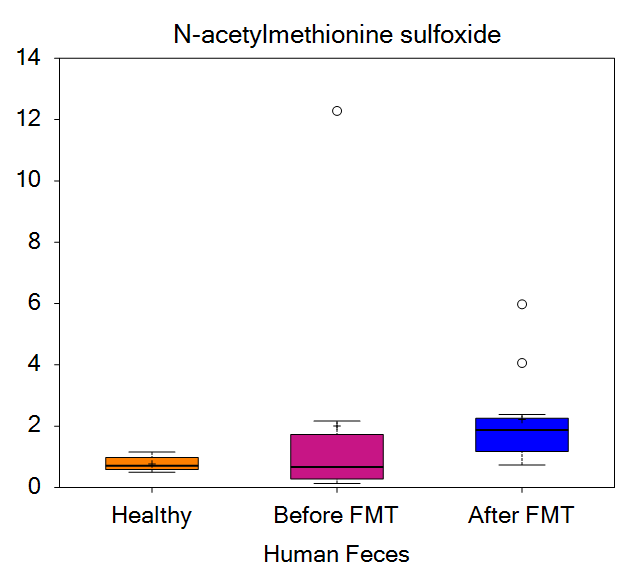 N-acetylmethionine sulfoxide
14
12
10
8
6
4
2
0
Healthy Before FMT After FMT
Human Feces